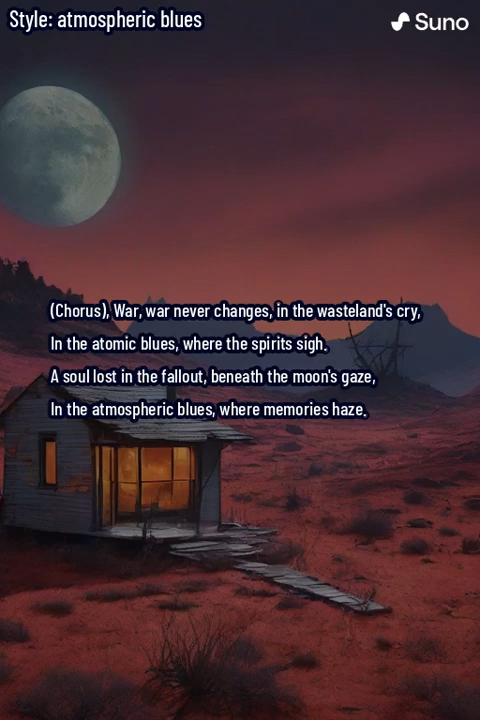 Style: atmospheric blues
Suno
(Chorus), War, war never changes, in the wasteland's cry,
In the atomic blues, where the spirits sigh.
A soul lost in the fallout, beneath the moon's gaze,
In the atmospheric blues, where memories haze.